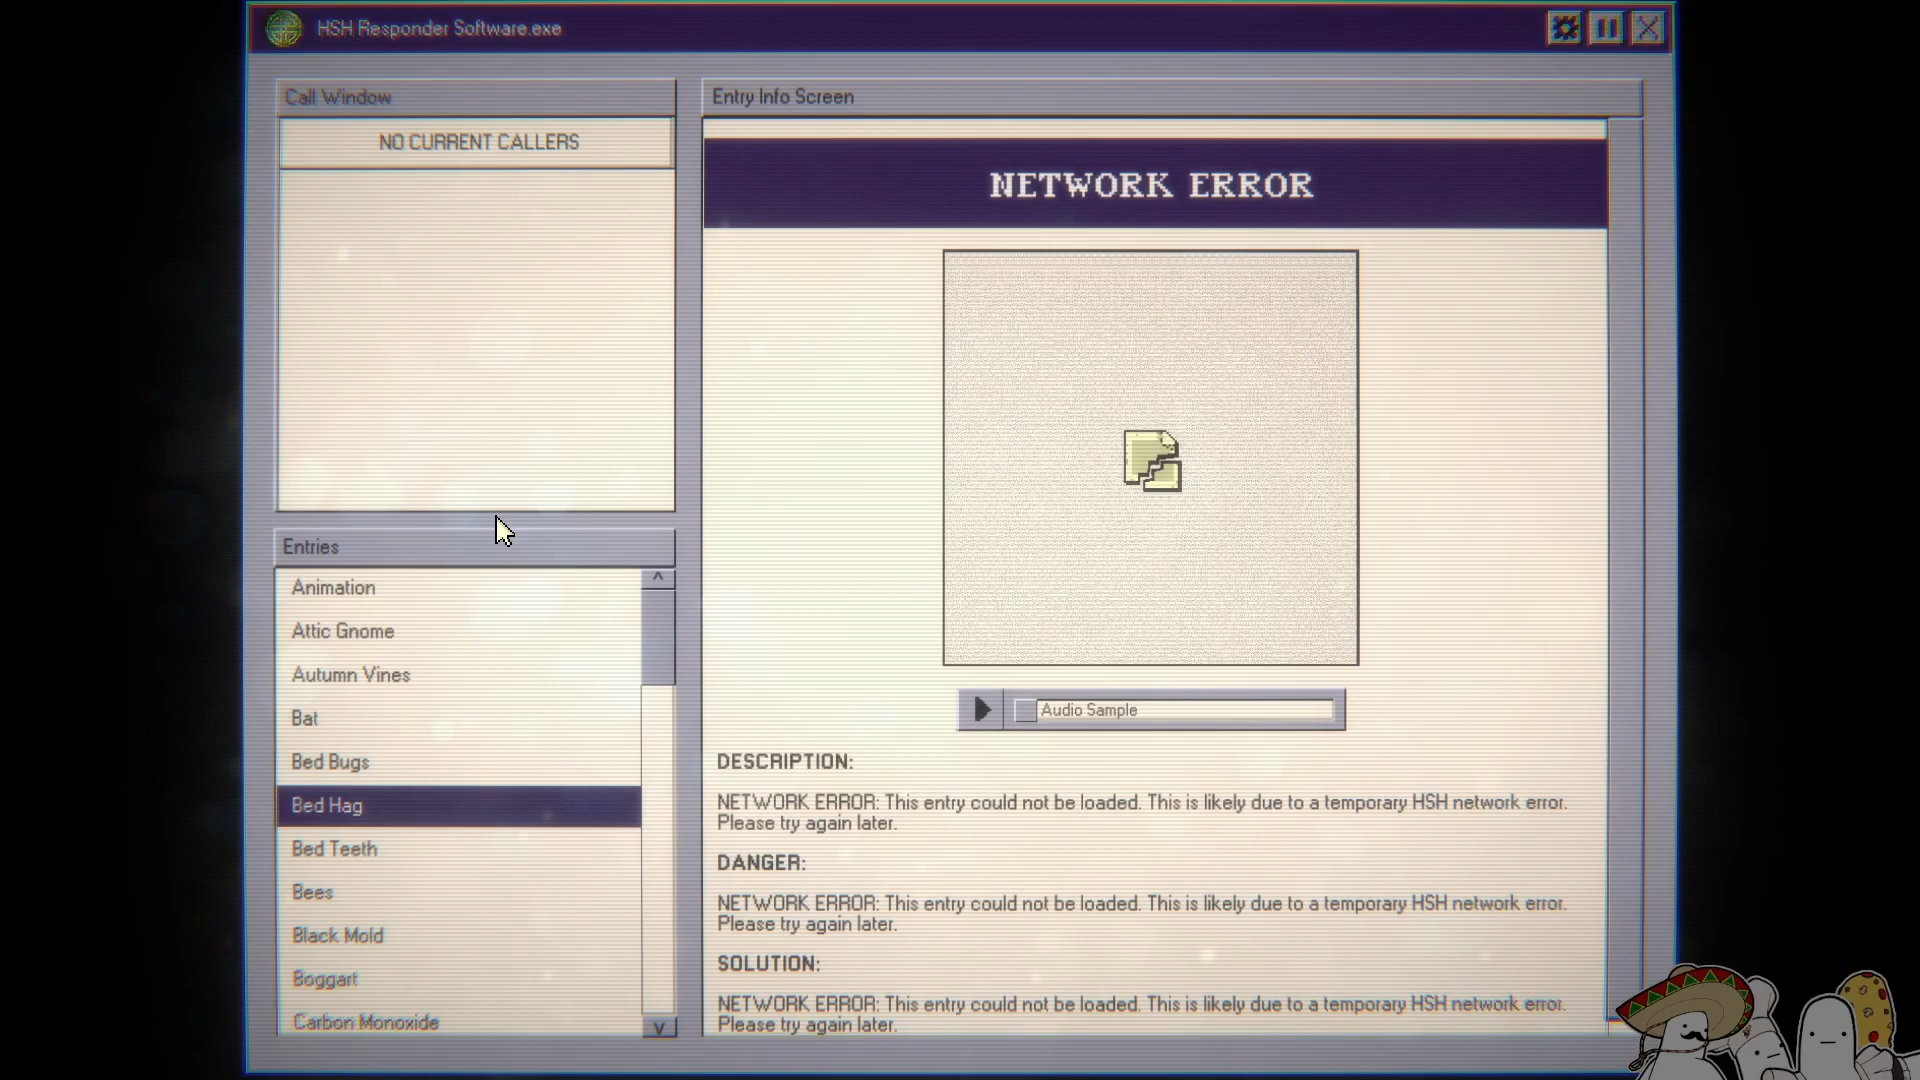 HSH Responder Software.exe
Call Window
NO CURRENT CALLERS
Entries
Animation
Attic Gnome
Autumn Vines
Bat
Bed Bugs
Bed Hag
Bed Teeth
Bees
Black Mold
Boggart
Carbon Monoxide
Entry Info Screen
NETWORK ERROR
Audio Sample
DESCRIPTION:
NETWORK ERROR: This entry could not be loaded. This is likely due to a temporary HSH network error.
Please try again later.
DANGER:
NETWORK ERROR: This entry could not be loaded. This is likely due to a temporary HSH network error.
Please try again later.
SOLUTION:
NETWORK ERROR: This entry could not be loaded. This is likely due to a temporary HSH network error.
Please try again later.